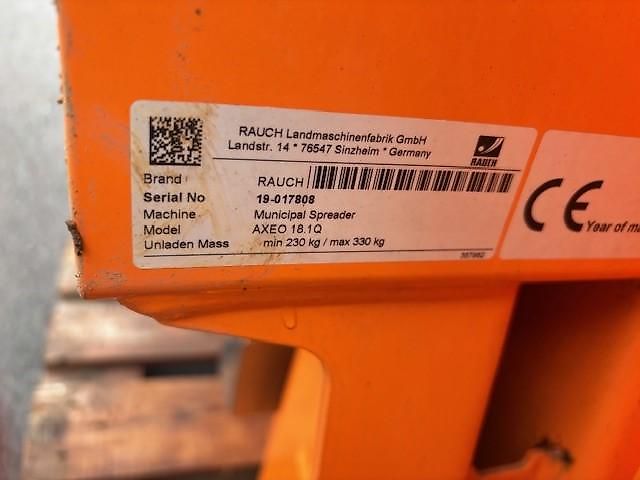 RAUCH Landmaschinenfabrik GmbH
Landstr. 14 * 76547 Sinzheim * Germany
RAUCH
Brand RAUCH
Serial No 19-017808
Machine Municipal Spreader
Model AXEO 18.1Q
Unladen Mass min 230 kg / max 330 kg
CE
Year of